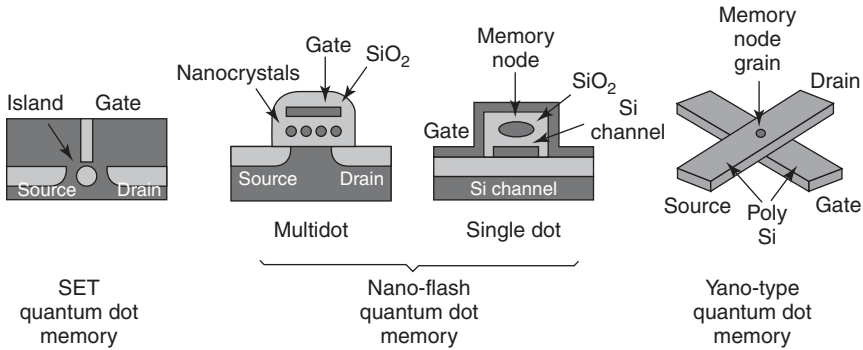 Island
Gate
Source
Drain
SET
quantum dot
memory
Nanocrystals
Gate
SiO2
Source
Drain
Multidot
Memory
node
SiO2
Si
channel
Gate
Si channel
Single dot
Nano-flash
quantum dot
memory
Memory
node
grain
Drain
Source
Poly
Si
Gate
Yano-type
quantum dot
memory